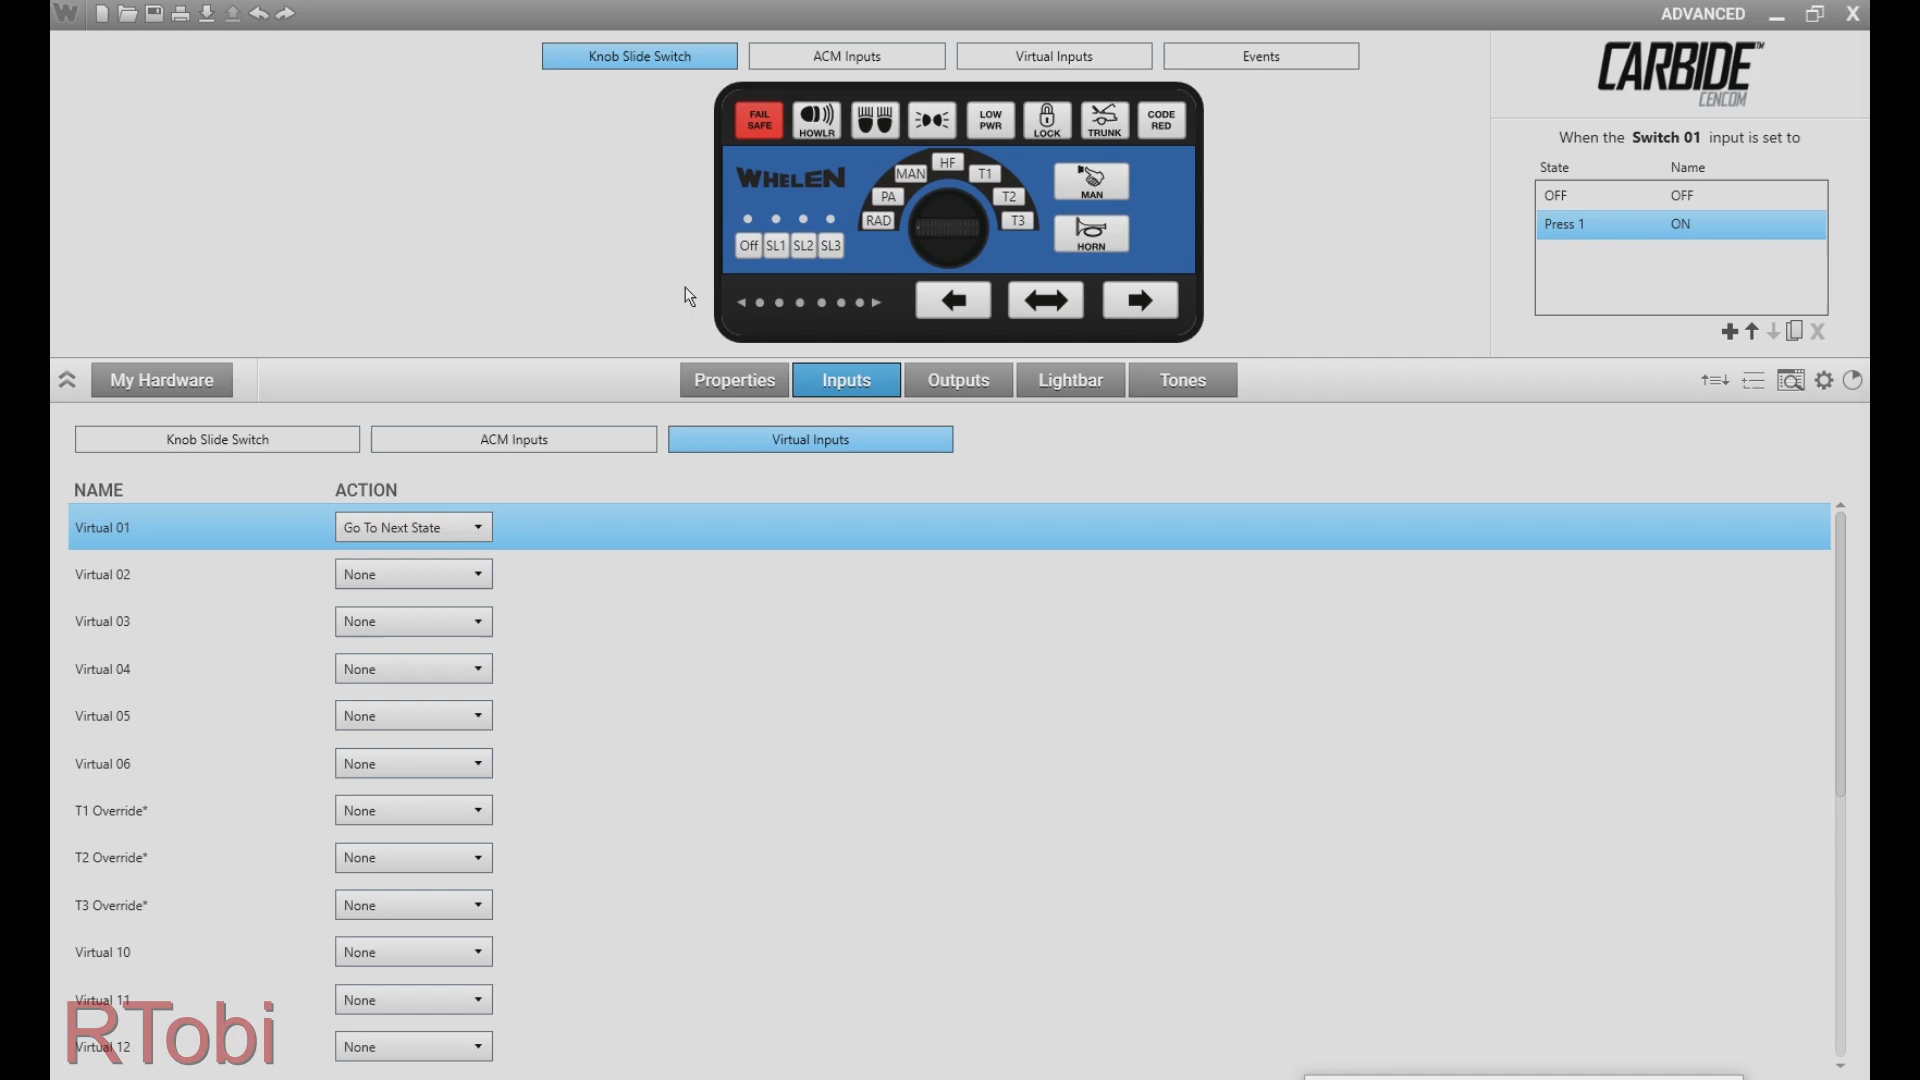 W ADVANCED X
Knob Slide Switch ACM Inputs Virtual Inputs Events
CARBIDE™
CENCOM
FAIL SAFE HOWLR LOW PWR LOCK TRUNK CODE RED
WHELEN
RAD PA MAN HF T1 T2 T3
MAN
HORN
Off SL1 SL2 SL3
When the Switch 01 input is set to
State Name
OFF OFF
Press 1 ON
My Hardware Properties Inputs Outputs Lightbar Tones
Knob Slide Switch ACM Inputs Virtual Inputs
NAME ACTION
Virtual 01 Go To Next State
Virtual 02 None
Virtual 03 None
Virtual 04 None
Virtual 05 None
Virtual 06 None
T1 Override* None
T2 Override* None
T3 Override* None
Virtual 10 None
Virtual 11 None
RTobi
Virtual 12 None